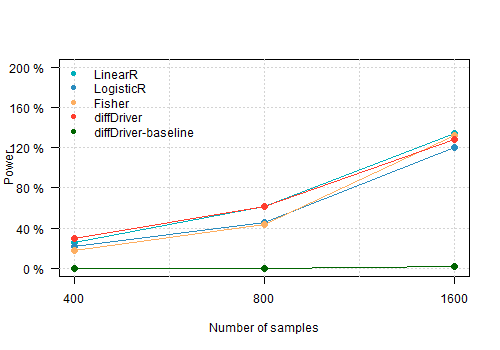 200 %
160 %
120 %
80 %
40 %
0 %
Power
LinearR
LogisticR
Fisher
diffDriver
diffDriver-baseline
400
800
1600
Number of samples